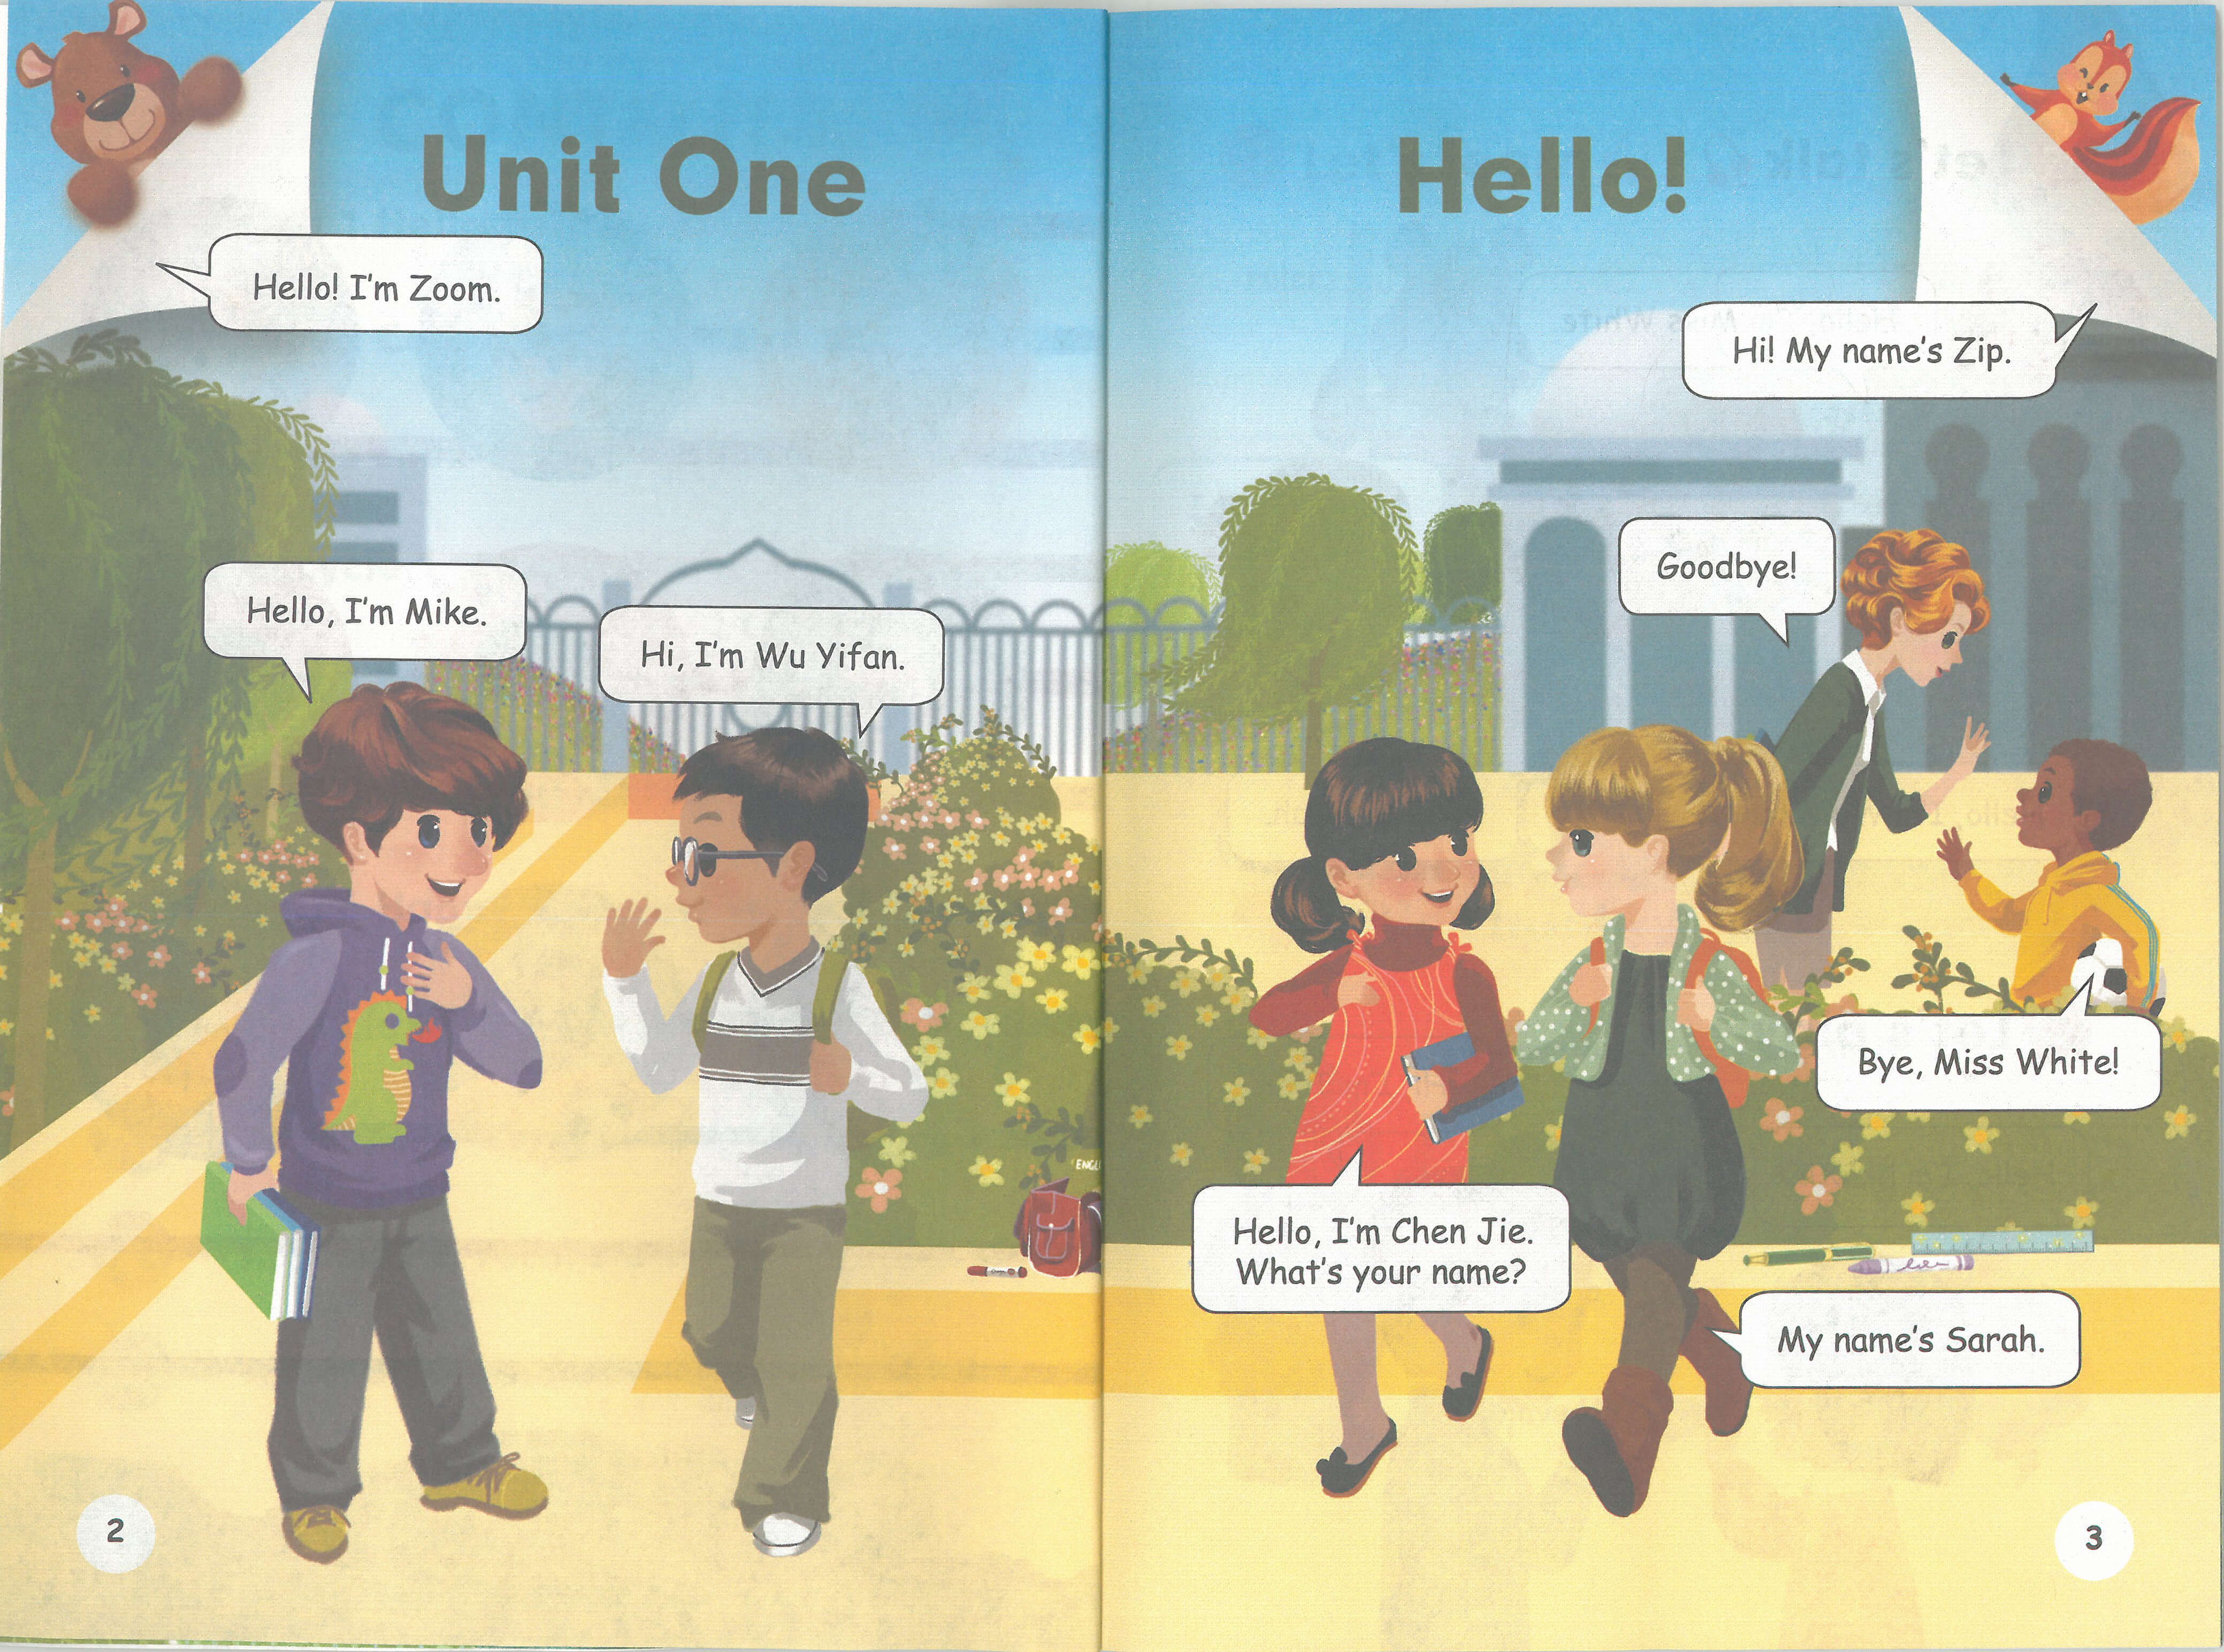 Unit One
Hello!
Hello! I'm Zoom.
Hi! My name's Zip.
Hello, I'm Mike.
Hi, I'm Wu Yifan.
Goodbye!
Bye, Miss White!
Hello, I'm Chen Jie.
What's your name?
My name's Sarah.
ENGL
2
3